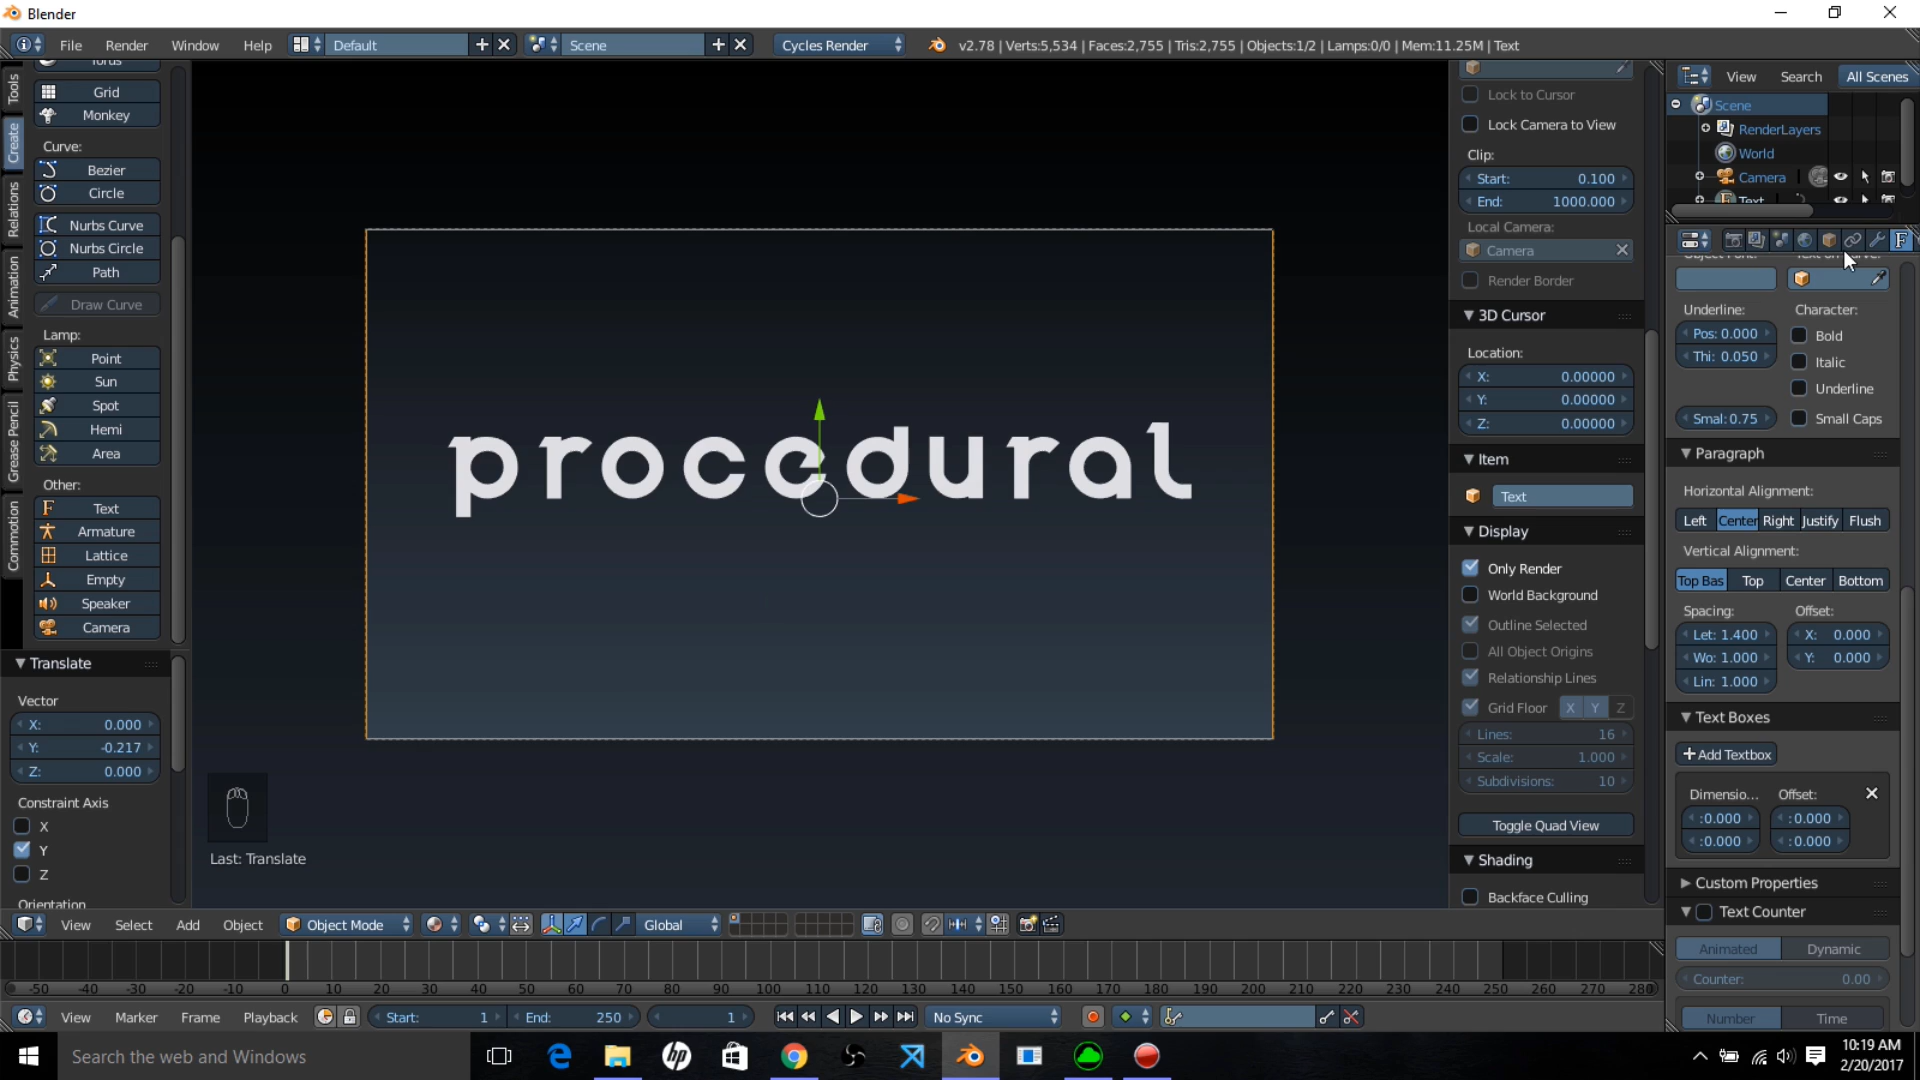 Blender
File Render Window Help Default Scene Cycles Render v2.78 | Verts:5,534 | Faces:2,755 | Tris:2,755 | Objects:1/2 | Lamps:0/0 | Mem:11.25M | Text
Tools
Create
Relations
Animation
Physics
Grease Pencil
Commotion
Torus
Grid
Monkey
Curve:
Bezier
Circle
Nurbs Curve
Nurbs Circle
Path
Draw Curve
Lamp:
Point
Sun
Spot
Hemi
Area
Other:
Text
Armature
Lattice
Empty
Speaker
Camera
Translate
Vector
X: 0.000
Y: -0.217
Z: 0.000
Constraint Axis
X
Y
Z
Orientation
procedural
Last: Translate
Lock to Cursor
Lock Camera to View
Clip:
Start: 0.100
End: 1000.000
Local Camera:
Camera
Render Border
3D Cursor
Location:
X: 0.00000
Y: 0.00000
Z: 0.00000
Item
Text
Display
Only Render
World Background
Outline Selected
All Object Origins
Relationship Lines
Grid Floor X Y Z
Lines: 16
Scale: 1.000
Subdivisions: 10
Toggle Quad View
Shading
Backface Culling
View Search All Scenes
Scene
RenderLayers
World
Camera
Text
Underline: Character:
Pos: 0.000 Bold
Thi: 0.050 Italic
Underline
Smal: 0.75 Small Caps
Paragraph
Horizontal Alignment:
Left Center Right Justify Flush
Vertical Alignment:
Top Bas Top Center Bottom
Spacing: Offset:
Let: 1.400 X: 0.000
Wo: 1.000 Y: 0.000
Lin: 1.000
Text Boxes
Add Textbox
Dimensio... Offset:
:0.000 :0.000
:0.000 :0.000
Custom Properties
Text Counter
Animated Dynamic
Counter: 0.00
Number Time
View Select Add Object Object Mode Global
-50 -40 -30 -20 -10 0 10 20 30 40 50 60 70 80 90 100 110 120 130 140 150 160 170 180 190 200 210 220 230 240 250 260 270 280
View Marker Frame Playback Start: 1 End: 250 1 No Sync
Search the web and Windows
10:19 AM
2/20/2017